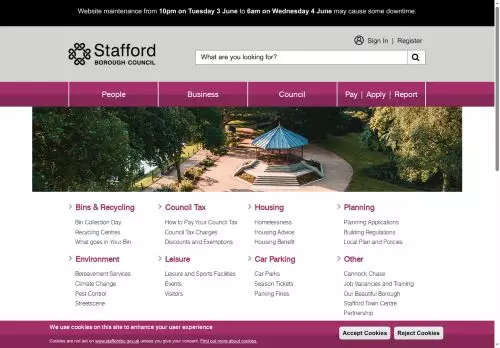 Website maintenance from 10pm on Tuesday 3 June to 6am on Wednesday 4 June may cause some downtime.
Stafford
BOROUGH COUNCIL
Sign In | Register
What are you looking for?
People
Business
Council
Pay | Apply | Report
Bins & Recycling
Bin Collection Day
Recycling Centres
What goes in Your Bin
Council Tax
How to Pay Your Council Tax
Council Tax Charges
Discounts and Exemptions
Housing
Homelessness
Housing Advice
Housing Benefit
Planning
Planning Applications
Building Regulations
Local Plan and Policies
Environment
Bereavement Services
Climate Change
Pest Control
Streetscene
Leisure
Leisure and Sports Facilities
Events
Visitors
Car Parking
Car Parks
Season Tickets
Parking Fines
Other
Cannock Chase
Job Vacancies and Training
Our Beautiful Borough
Stafford Town Centre
Partnership
We use cookies on this site to enhance your user experience
Cookies are not set on www.staffordbc.gov.uk unless you give your consent. Find out more about cookies.
Accept Cookies
Reject Cookies